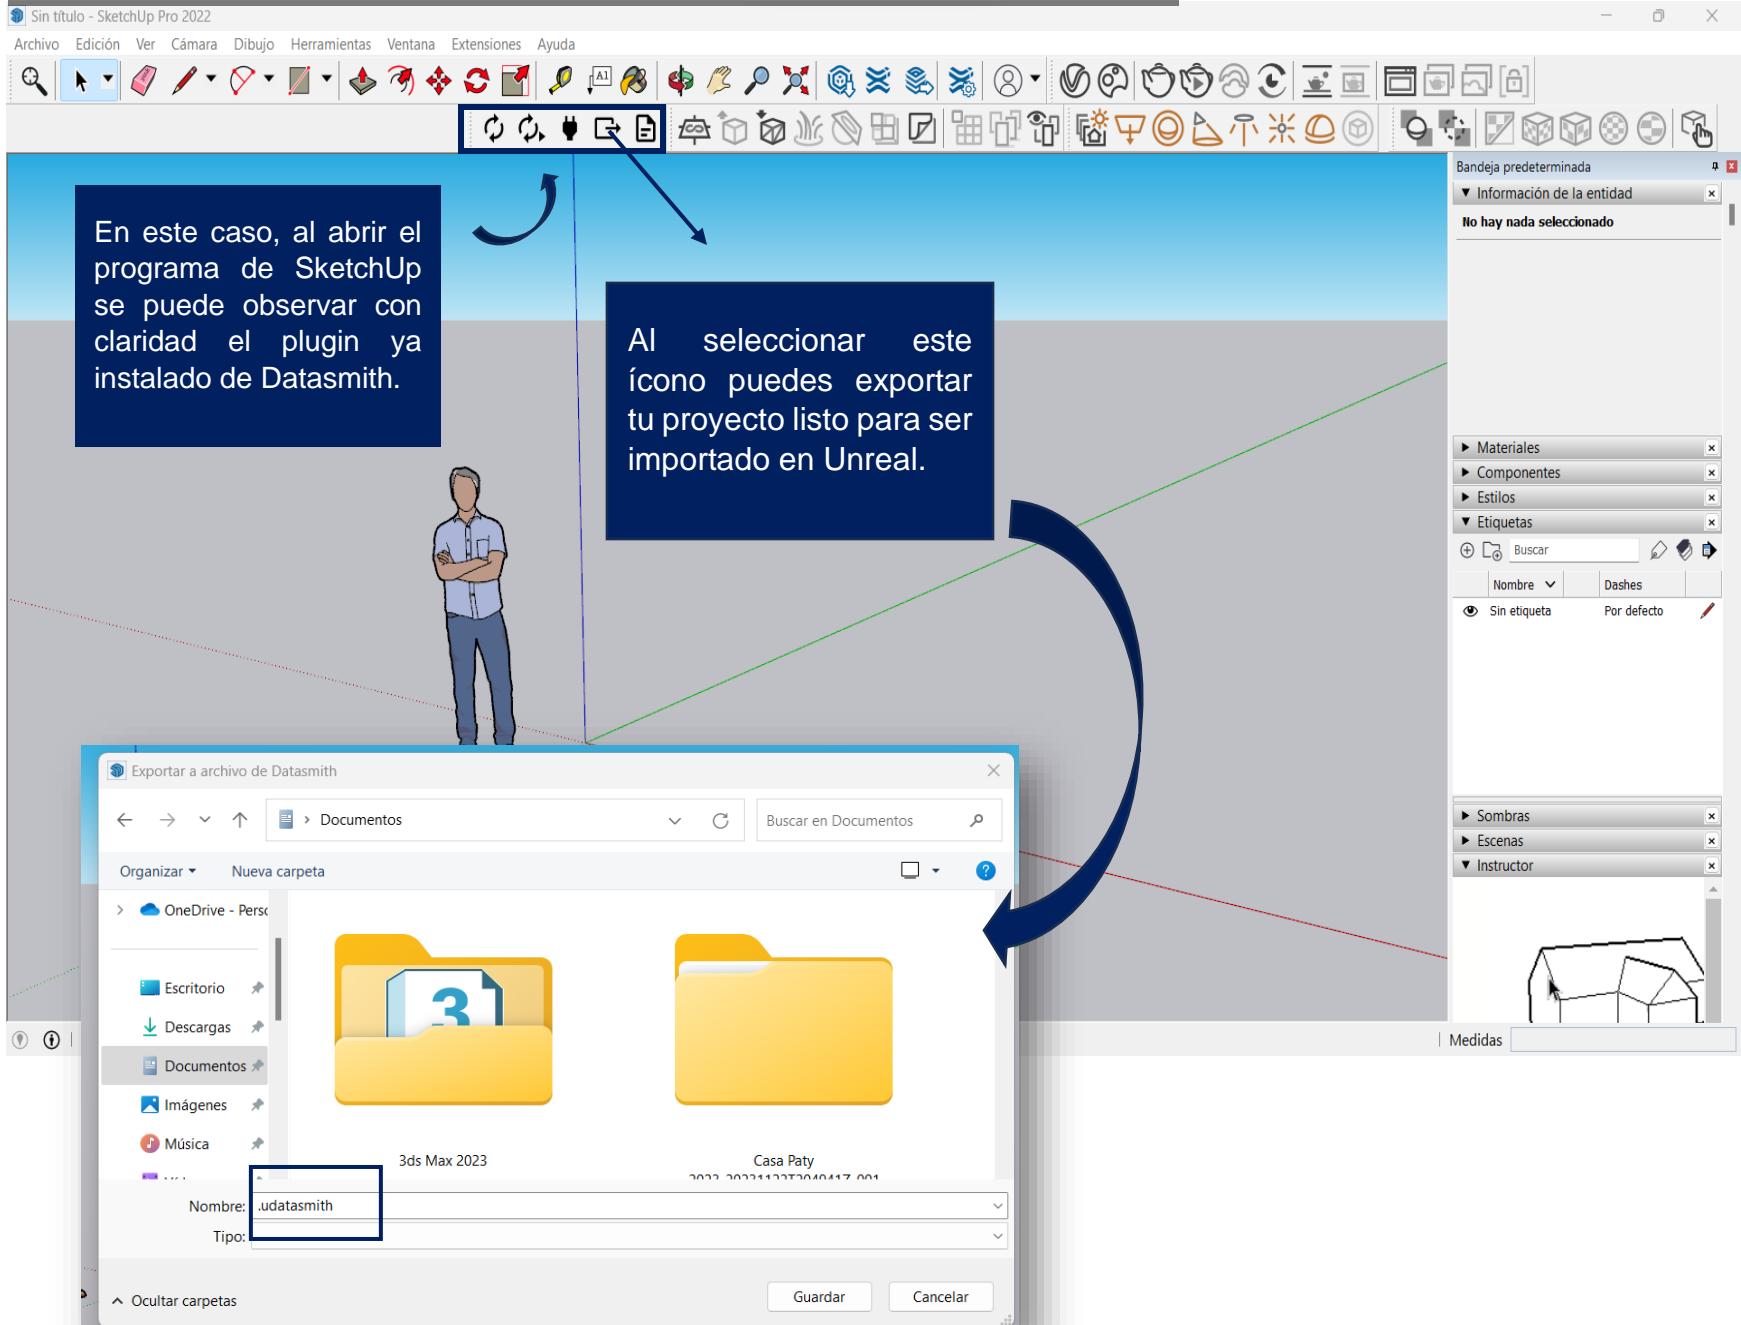 Sin título - SketchUp Pro 2022
Archivo Edición Ver Cámara Dibujo Herramientas Ventana Extensiones Ayuda
A1
Bandeja predeterminada
Información de la entidad
No hay nada seleccionado
En este caso, al abrir el
programa de SketchUp
se puede observar con
claridad el plugin ya
instalado de Datasmith.
Al seleccionar este
ícono puedes exportar
tu proyecto listo para ser
importado en Unreal.
Materiales
Componentes
Estilos
Etiquetas
Buscar
Nombre Dashes
Sin etiqueta Por defecto
Sombras
Escenas
Instructor
Medidas
Exportar a archivo de Datasmith
Documentos
Buscar en Documentos
Organizar Nueva carpeta
OneDrive - Perso
Escritorio
Descargas
Documentos
Imágenes
Música
3
3ds Max 2023
Casa Paty
Nombre: .udatasmith
Tipo:
Ocultar carpetas
Guardar Cancelar